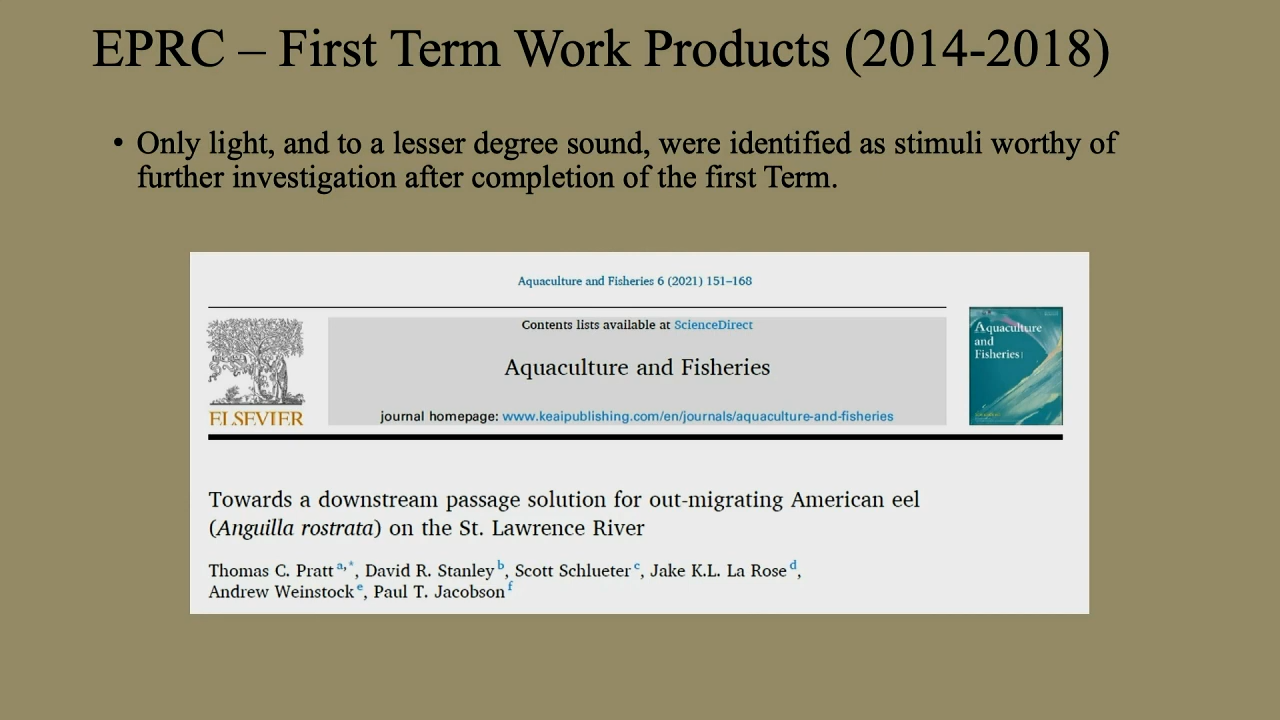 EPRC – First Term Work Products (2014-2018)
• Only light, and to a lesser degree sound, were identified as stimuli worthy of
further investigation after completion of the first Term.
Aquaculture and Fisheries 6 (2021) 151–168
Contents lists available at ScienceDirect
Aquaculture and Fisheries
journal homepage: www.keaipublishing.com/en/journals/aquaculture-and-fisheries
ELSEVIER
Aquaculture
and
Fisheries
Towards a downstream passage solution for out-migrating American eel
(Anguilla rostrata) on the St. Lawrence River
Thomas C. Pratt a,*, David R. Stanley b, Scott Schlueter c, Jake K.L. La Rose d,
Andrew Weinstock e, Paul T. Jacobson f